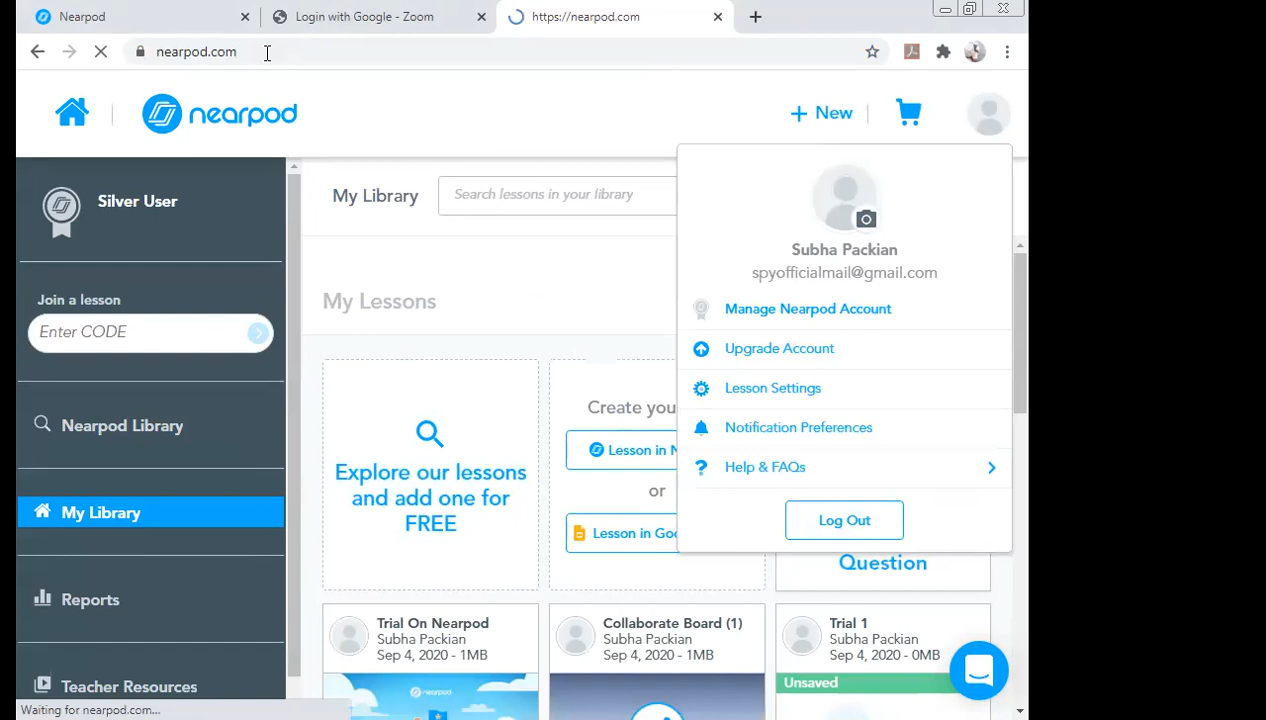 Nearpod
Login with Google - Zoom
https://nearpod.com
nearpod.com
nearpod
+ New
Silver User
Join a lesson
Enter CODE
Nearpod Library
My Library
Reports
Teacher Resources
Waiting for nearpod.com...
My Library
Search lessons in your library
My Lessons
Explore our lessons
and add one for
FREE
Create you
Lesson in N
or
Lesson in Goo
Question
Subha Packian
spyofficialmail@gmail.com
Manage Nearpod Account
Upgrade Account
Lesson Settings
Notification Preferences
? Help & FAQs
Log Out
Trial On Nearpod
Subha Packian
Sep 4, 2020 - 1MB
nearpod
Collaborate Board (1)
Subha Packian
Sep 4, 2020 - 1MB
Trial 1
Subha Packian
Sep 4, 2020 - 0MB
Unsaved